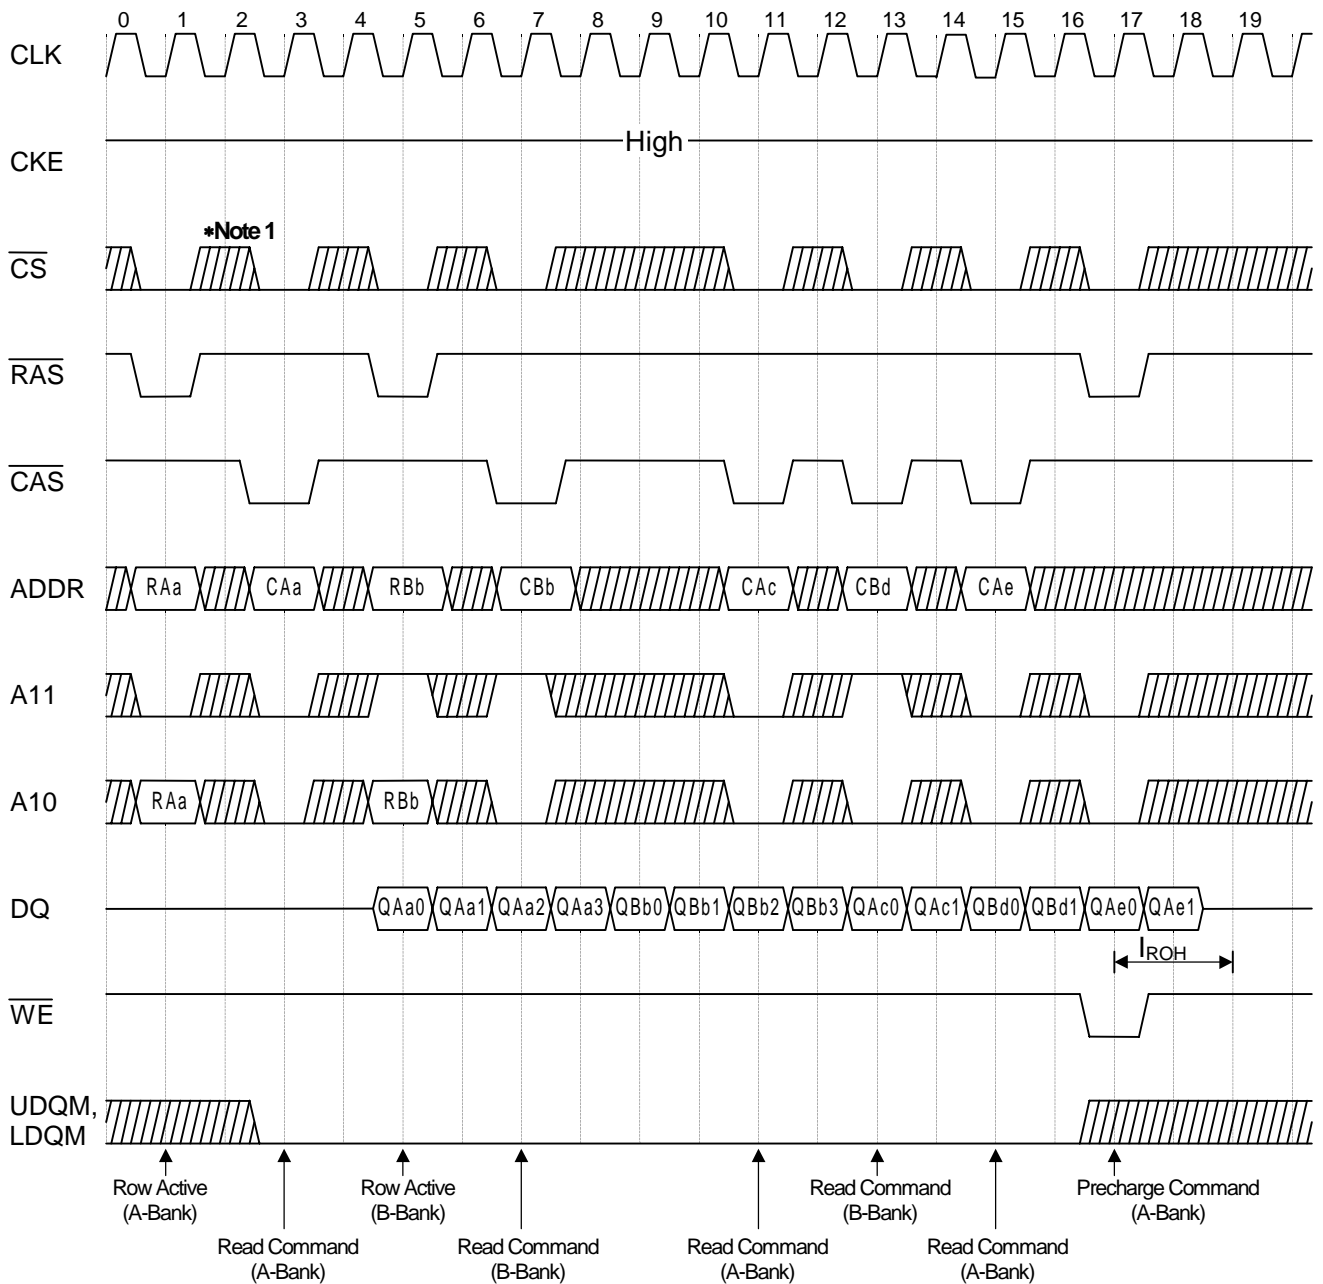 0 1 2 3 4 5 6 7 8 9 10 11 12 13 14 15 16 17 18 19
CLK
CKE
High
*Note 1
CS
RAS
CAS
ADDR RAa CAa RBb CBb CAc CBd CAe
A11
A10 RAa RBb
DQ QAa0 QAa1 QAa2 QAa3 QBb0 QBb1 QBb2 QBb3 QAc0 QAc1 QBd0 QBd1 QAe0 QAe1
IROH
WE
UDQM,
LDQM
Row Active
(A-Bank)
Row Active
(B-Bank)
Read Command
(B-Bank)
Precharge Command
(A-Bank)
Read Command
(A-Bank)
Read Command
(B-Bank)
Read Command
(A-Bank)
Read Command
(A-Bank)